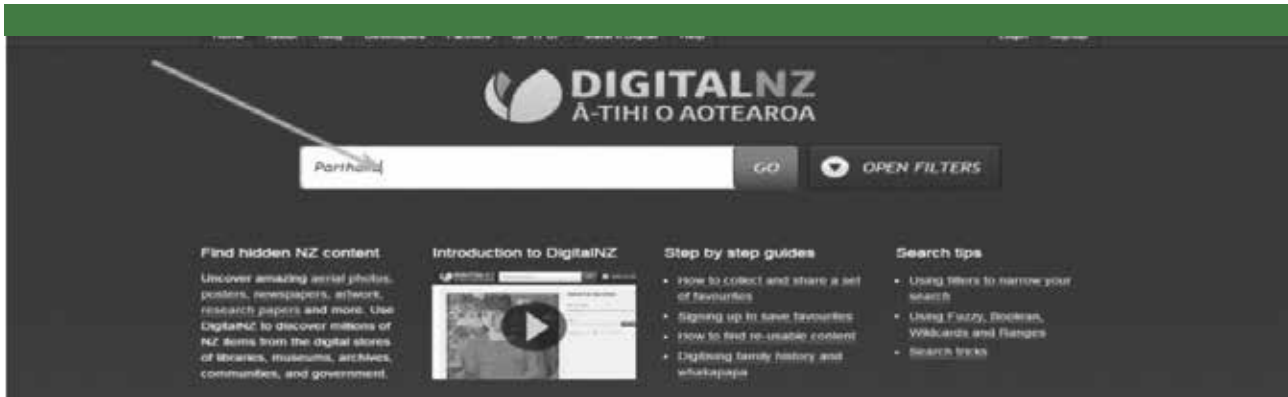 DIGITALNZ
Ā-TIHI O AOTEAROA
GO
OPEN FILTERS
Find hidden NZ content
Uncover amazing aerial photos,
posters, newspapers, artwork,
research papers and more. Use
DigitalNZ to discover millions of
NZ items from the digital stores
of libraries, museums, archives,
communities, and government.
Introduction to DigitalNZ
Step by step guides
• How to collect and share a set
of favourites
• Signing up to save favourites
• How to find re-usable content
• Digitising family history and
whakapapa
Search tips
• Using filters to narrow your
search
• Using Fuzzy, Boolean,
Wildcards and Ranges
• Search tricks